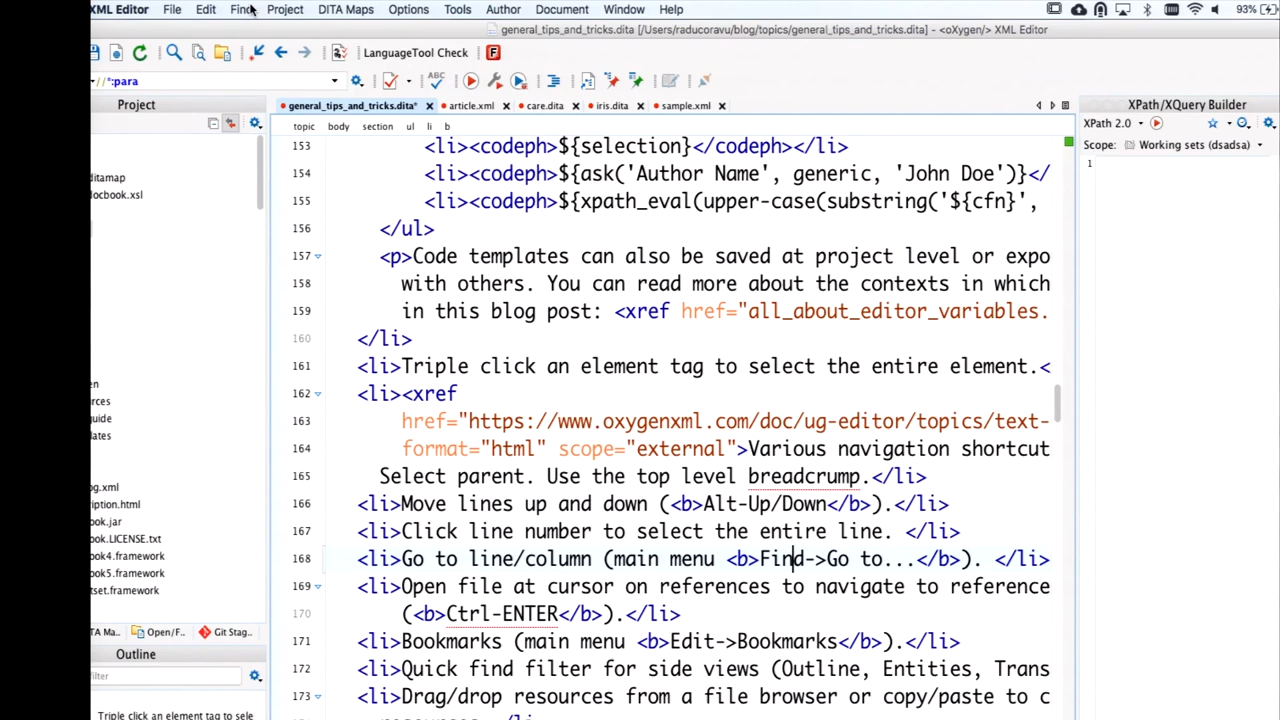 XML Editor File Edit Find Project DITA Maps Options Tools Author Document Window Help 93%
general_tips_and_tricks.dita [/Users/raducoravu/blog/topics/general_tips_and_tricks.dita] - <oXygen/> XML Editor
LanguageTool Check
//*:para
Project
general_tips_and_tricks.dita* article.xml care.dita iris.dita sample.xml
XPath/XQuery Builder
topic body section ul li b
XPath 2.0
Scope: Working sets (dsadsa)
1
ditamap
docbook.xsl
en
rces
guide
lates
g.xml
cription.html
ook.jar
ook.LICENSE.txt
ook4.framework
ook5.framework
TA Ma... Open/F... Git Stag...
Outline
filter
Triple click an element tag to sele
153 <li><codeph>${selection}</codeph></li>
154 <li><codeph>${ask('Author Name', generic, 'John Doe')}</
155 <li><codeph>${xpath_eval(upper-case(substring('${cfn}',
156 </ul>
157 <p>Code templates can also be saved at project level or expo
158 with others. You can read more about the contexts in which
159 in this blog post: <xref href="all_about_editor_variables.
160 </li>
161 <li>Triple click an element tag to select the entire element.<
162 <li><xref
163 href="https://www.oxygenxml.com/doc/ug-editor/topics/text-
164 format="html" scope="external">Various navigation shortcut
165 Select parent. Use the top level breadcrump.</li>
166 <li>Move lines up and down (<b>Alt-Up/Down</b>).</li>
167 <li>Click line number to select the entire line. </li>
168 <li>Go to line/column (main menu <b>Find->Go to...</b>). </li>
169 <li>Open file at cursor on references to navigate to reference
170 (<b>Ctrl-ENTER</b>).</li>
171 <li>Bookmarks (main menu <b>Edit->Bookmarks</b>).</li>
172 <li>Quick find filter for side views (Outline, Entities, Trans
173 <li>Drag/drop resources from a file browser or copy/paste to c